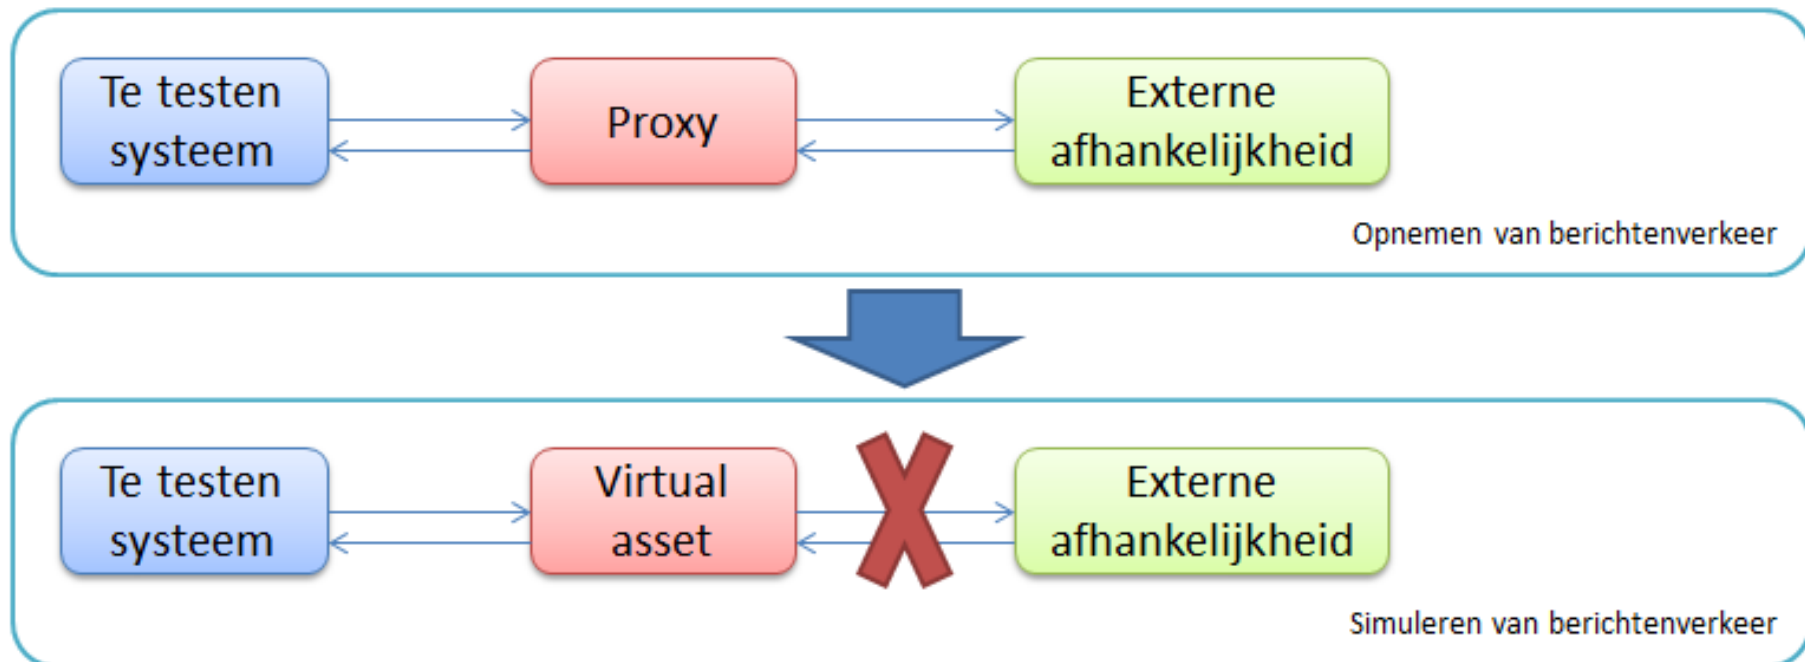 Te testen
systeem
Proxy
Externe
afhankelijkheid
Opnemen van berichtenverkeer
Te testen
systeem
Virtual
asset
Externe
afhankelijkheid
Simuleren van berichtenverkeer